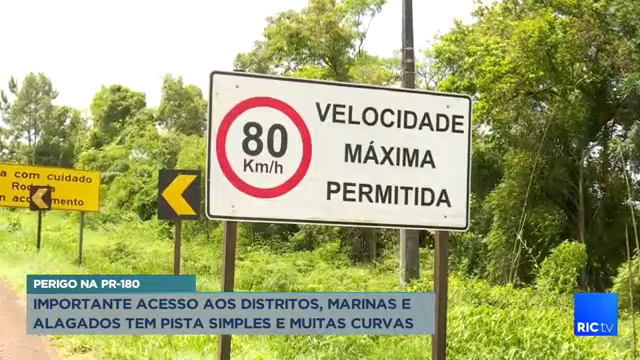 80
Km/h
VELOCIDADE
MÁXIMA
PERMITIDA
a com cuidado
acostamento
PERIGO NA PR-180
IMPORTANTE ACESSO AOS DISTRITOS, MARINAS E
ALAGADOS TEM PISTA SIMPLES E MUITAS CURVAS
RIC tv